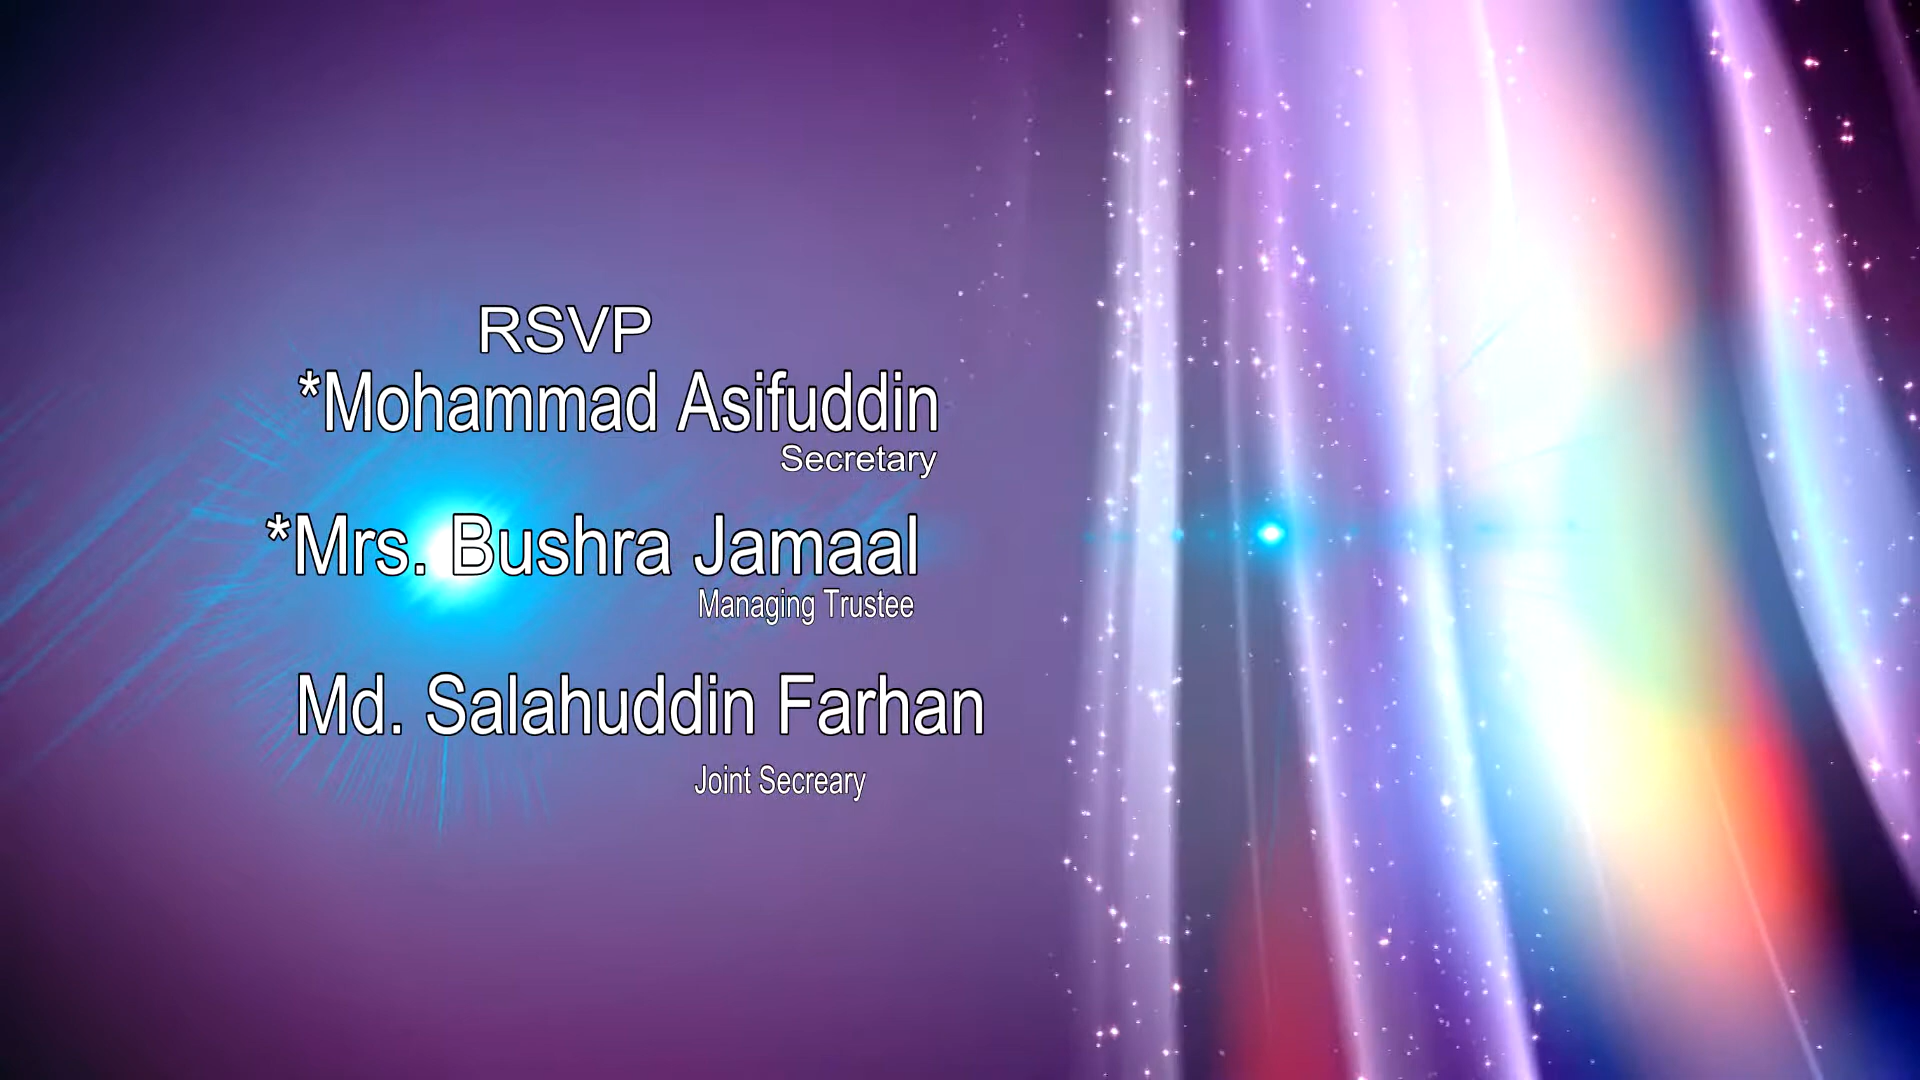 RSVP
*Mohammad Asifuddin
Secretary
*Mrs. Bushra Jamaal
Managing Trustee
Md. Salahuddin Farhan
Joint Secreary